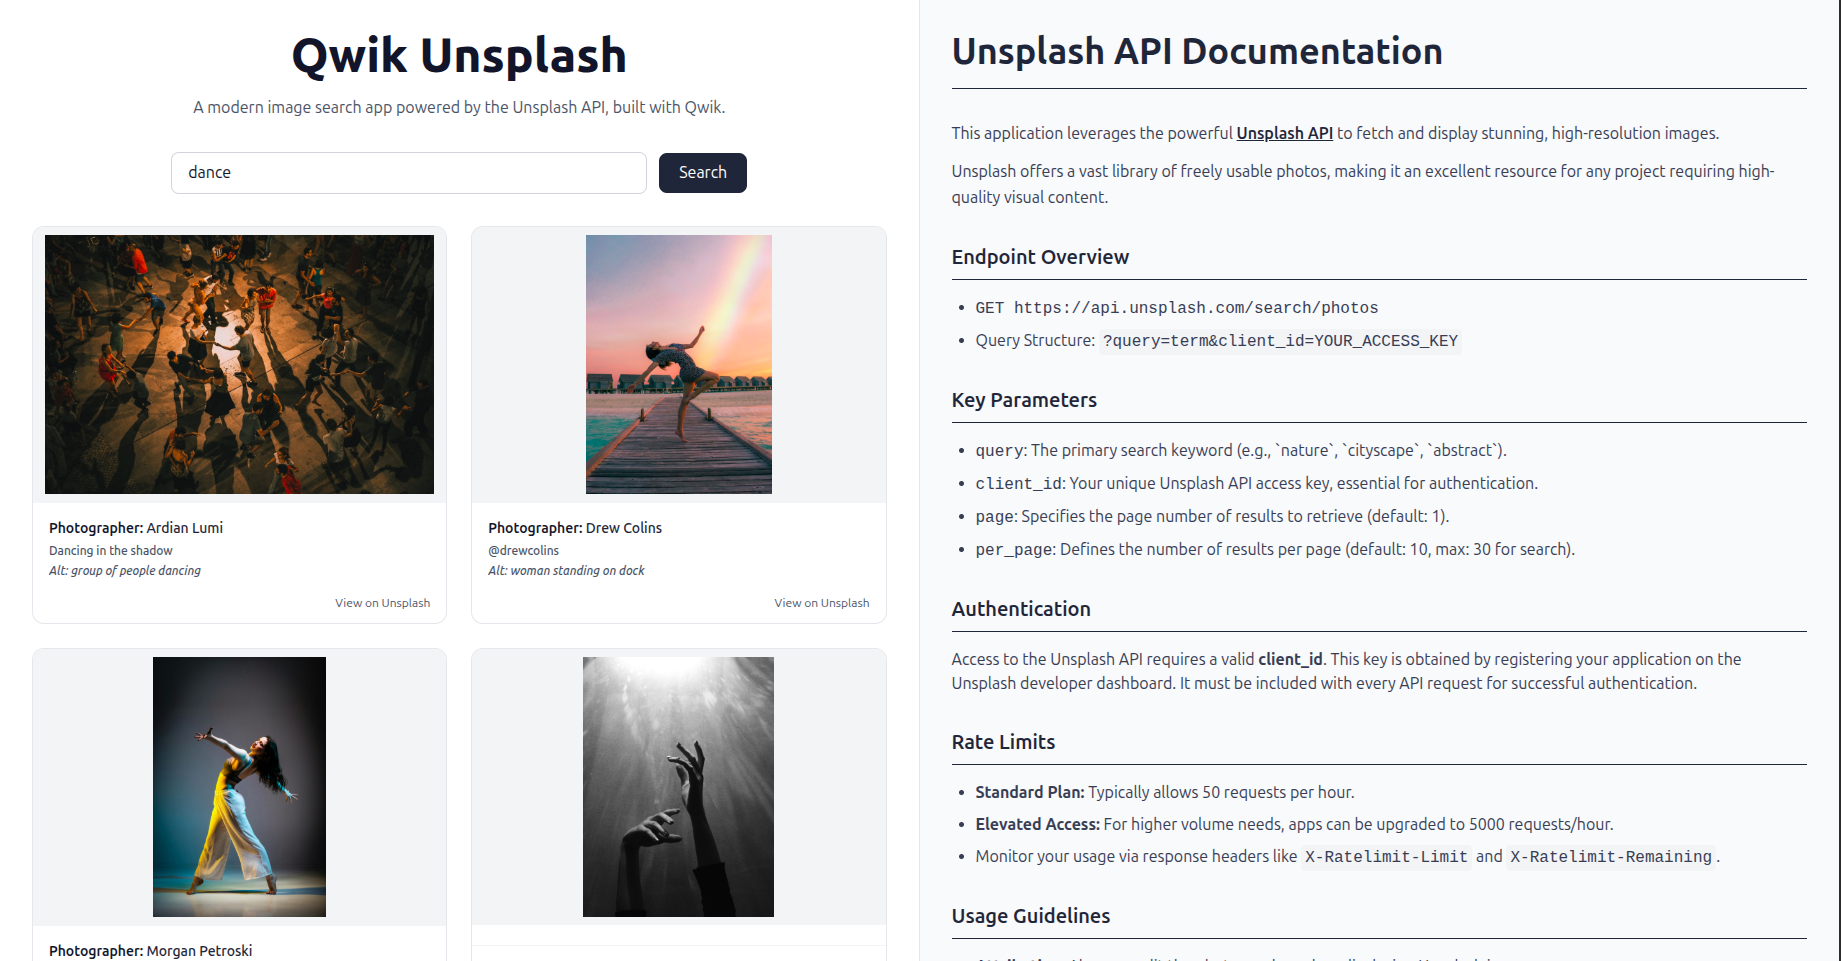 Qwik Unsplash
A modern image search app powered by the Unsplash API, built with Qwik.
dance
Search
Photographer: Ardian Lumi
Dancing in the shadow
Alt: group of people dancing
View on Unsplash
Photographer: Drew Colins
@drewcolins
Alt: woman standing on dock
View on Unsplash
Photographer: Morgan Petroski
Unsplash API Documentation
This application leverages the powerful Unsplash API to fetch and display stunning, high-resolution images.
Unsplash offers a vast library of freely usable photos, making it an excellent resource for any project requiring high-
quality visual content.
Endpoint Overview
• GET https://api.unsplash.com/search/photos
• Query Structure: ?query=term&client_id=YOUR_ACCESS_KEY
Key Parameters
• query: The primary search keyword (e.g., `nature`, `cityscape`, `abstract`).
• client_id: Your unique Unsplash API access key, essential for authentication.
• page: Specifies the page number of results to retrieve (default: 1).
• per_page: Defines the number of results per page (default: 10, max: 30 for search).
Authentication
Access to the Unsplash API requires a valid client_id. This key is obtained by registering your application on the
Unsplash developer dashboard. It must be included with every API request for successful authentication.
Rate Limits
• Standard Plan: Typically allows 50 requests per hour.
• Elevated Access: For higher volume needs, apps can be upgraded to 5000 requests/hour.
• Monitor your usage via response headers like X-Ratelimit-Limit and X-Ratelimit-Remaining.
Usage Guidelines